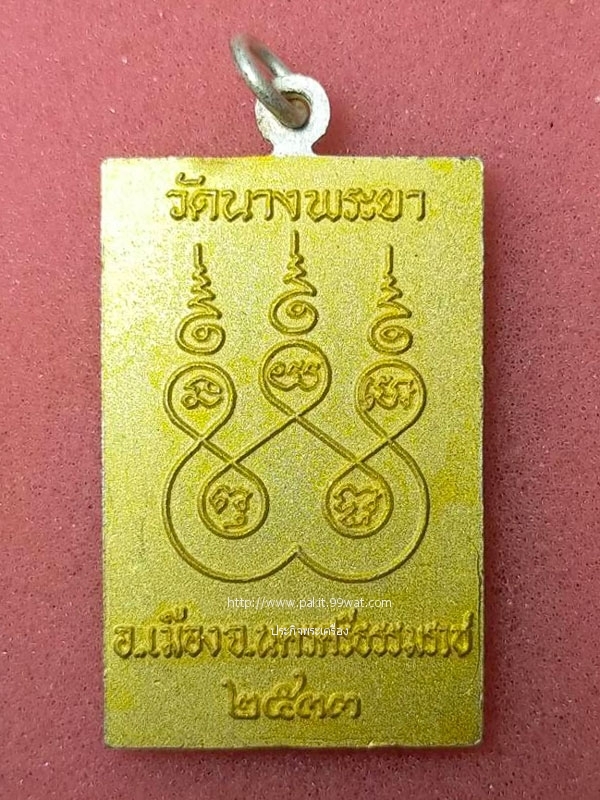 วัดนางพระยา
http://www.pakit.99wat.com
ประกิจพระเครื่อง
อ.เมือง จ.นครศรีธรรมราช
๒๕๓๓